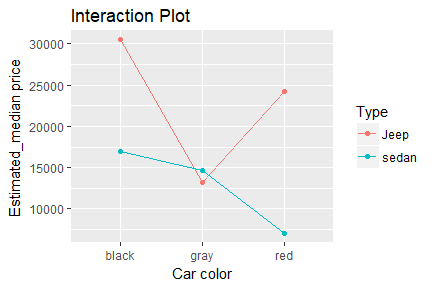 Interaction Plot
Estimated_median price
30000
25000
20000
15000
10000
black gray red
Car color
Type
Jeep
sedan